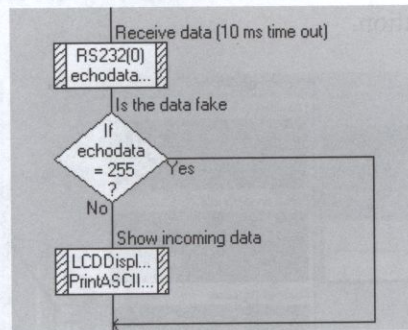 Receive data (10 ms time out)
RS232(0)
echodata...
Is the data fake
If
echodata
= 255
?
Yes
No
Show incoming data
LCDDispl...
PrintASCII...